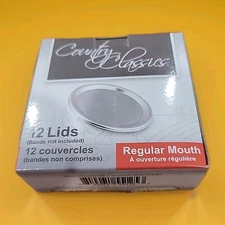 Country
Classics
12 Lids
(Bands not included)
12 couvercles
(bandes non comprises)
Regular Mouth
À ouverture régulière